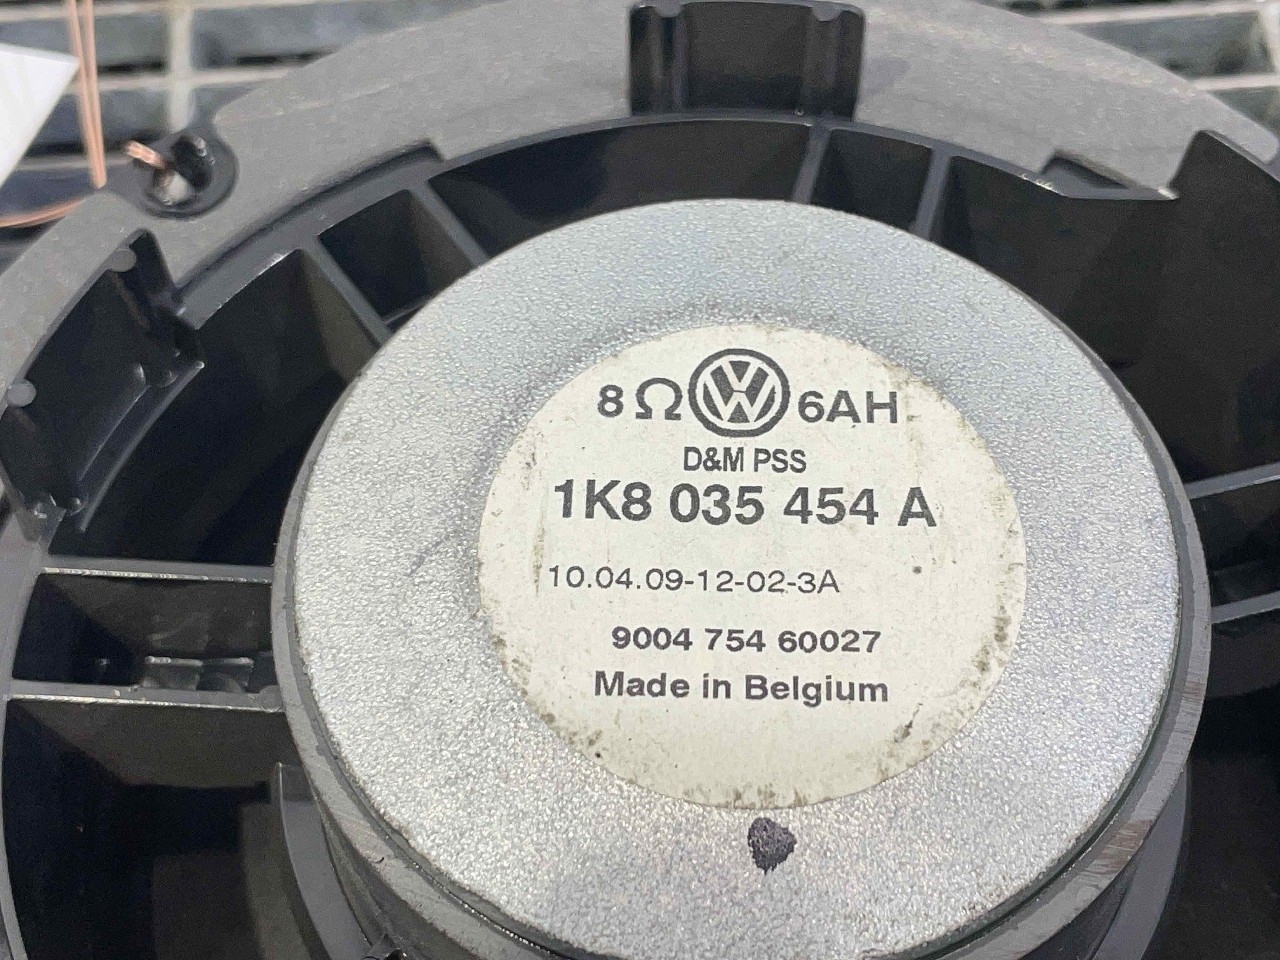 8 Ω 6AH
D&M PSS
1K8 035 454 A
10.04.09-12-02-3A
9004 754 60027
Made in Belgium